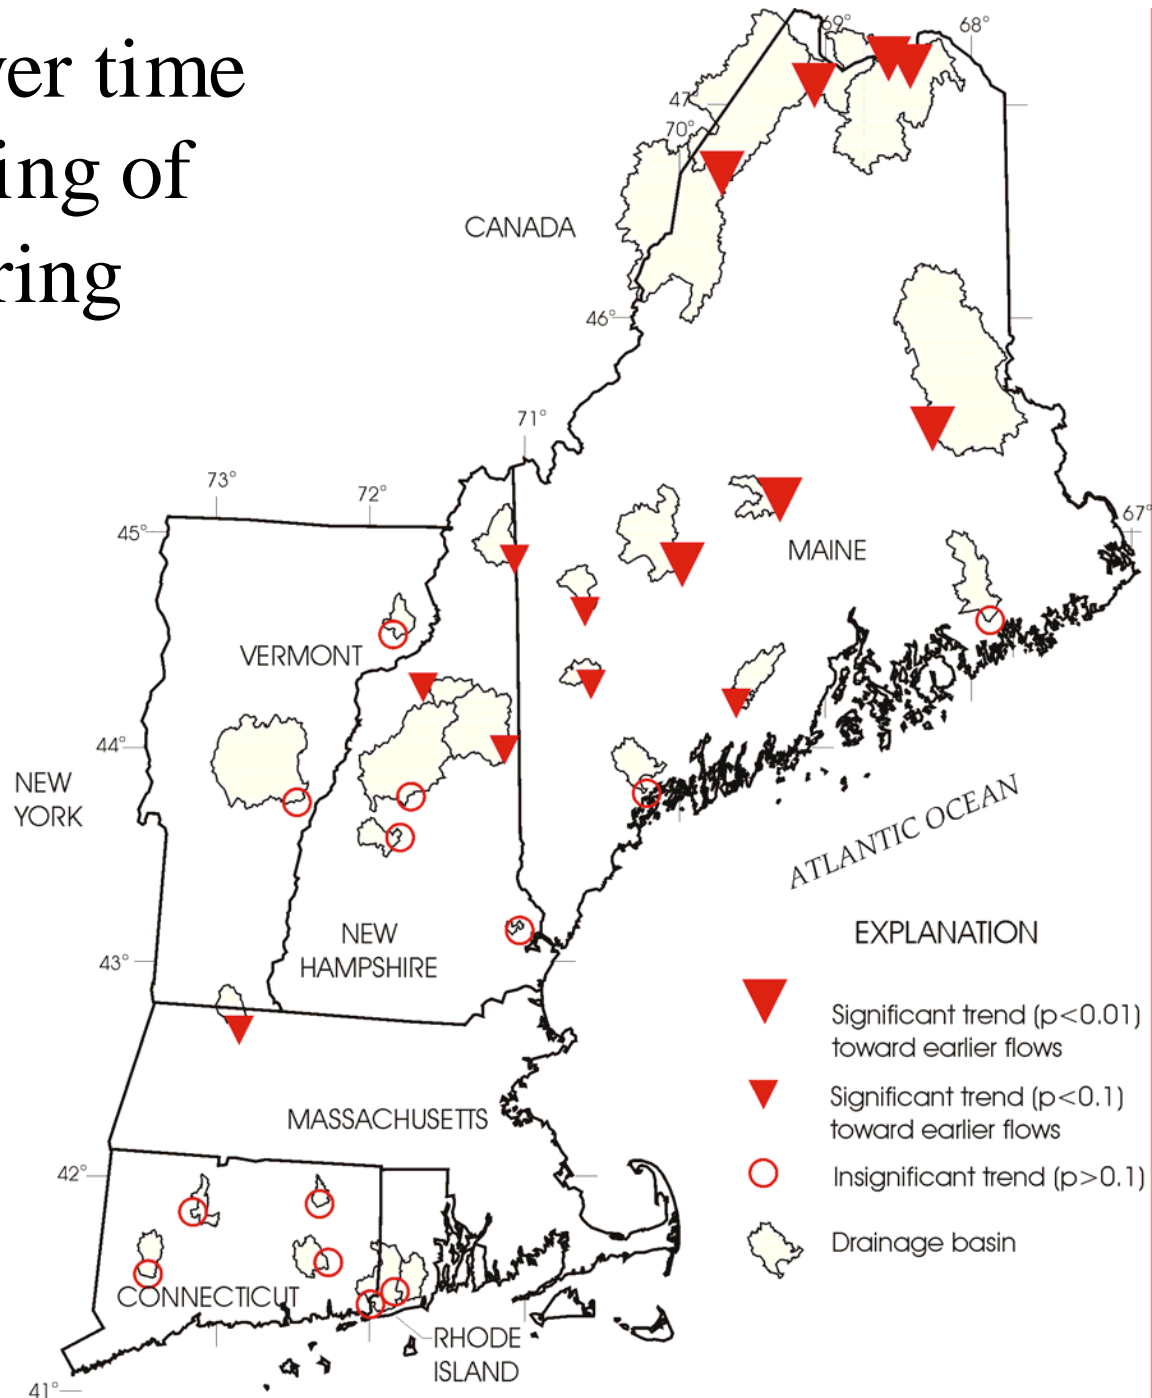 ver time
ing of
ring
69°
68°
47°
70°
CANADA
46°
71°
73°
72°
45°
67°
MAINE
VERMONT
44°
NEW
YORK
ATLANTIC OCEAN
NEW
HAMPSHIRE
43°
EXPLANATION
Significant trend (p<0.01)
toward earlier flows
Significant trend (p<0.1)
toward earlier flows
MASSACHUSETTS
42°
Insignificant trend (p>0.1)
Drainage basin
CONNECTICUT
RHODE
ISLAND
41°